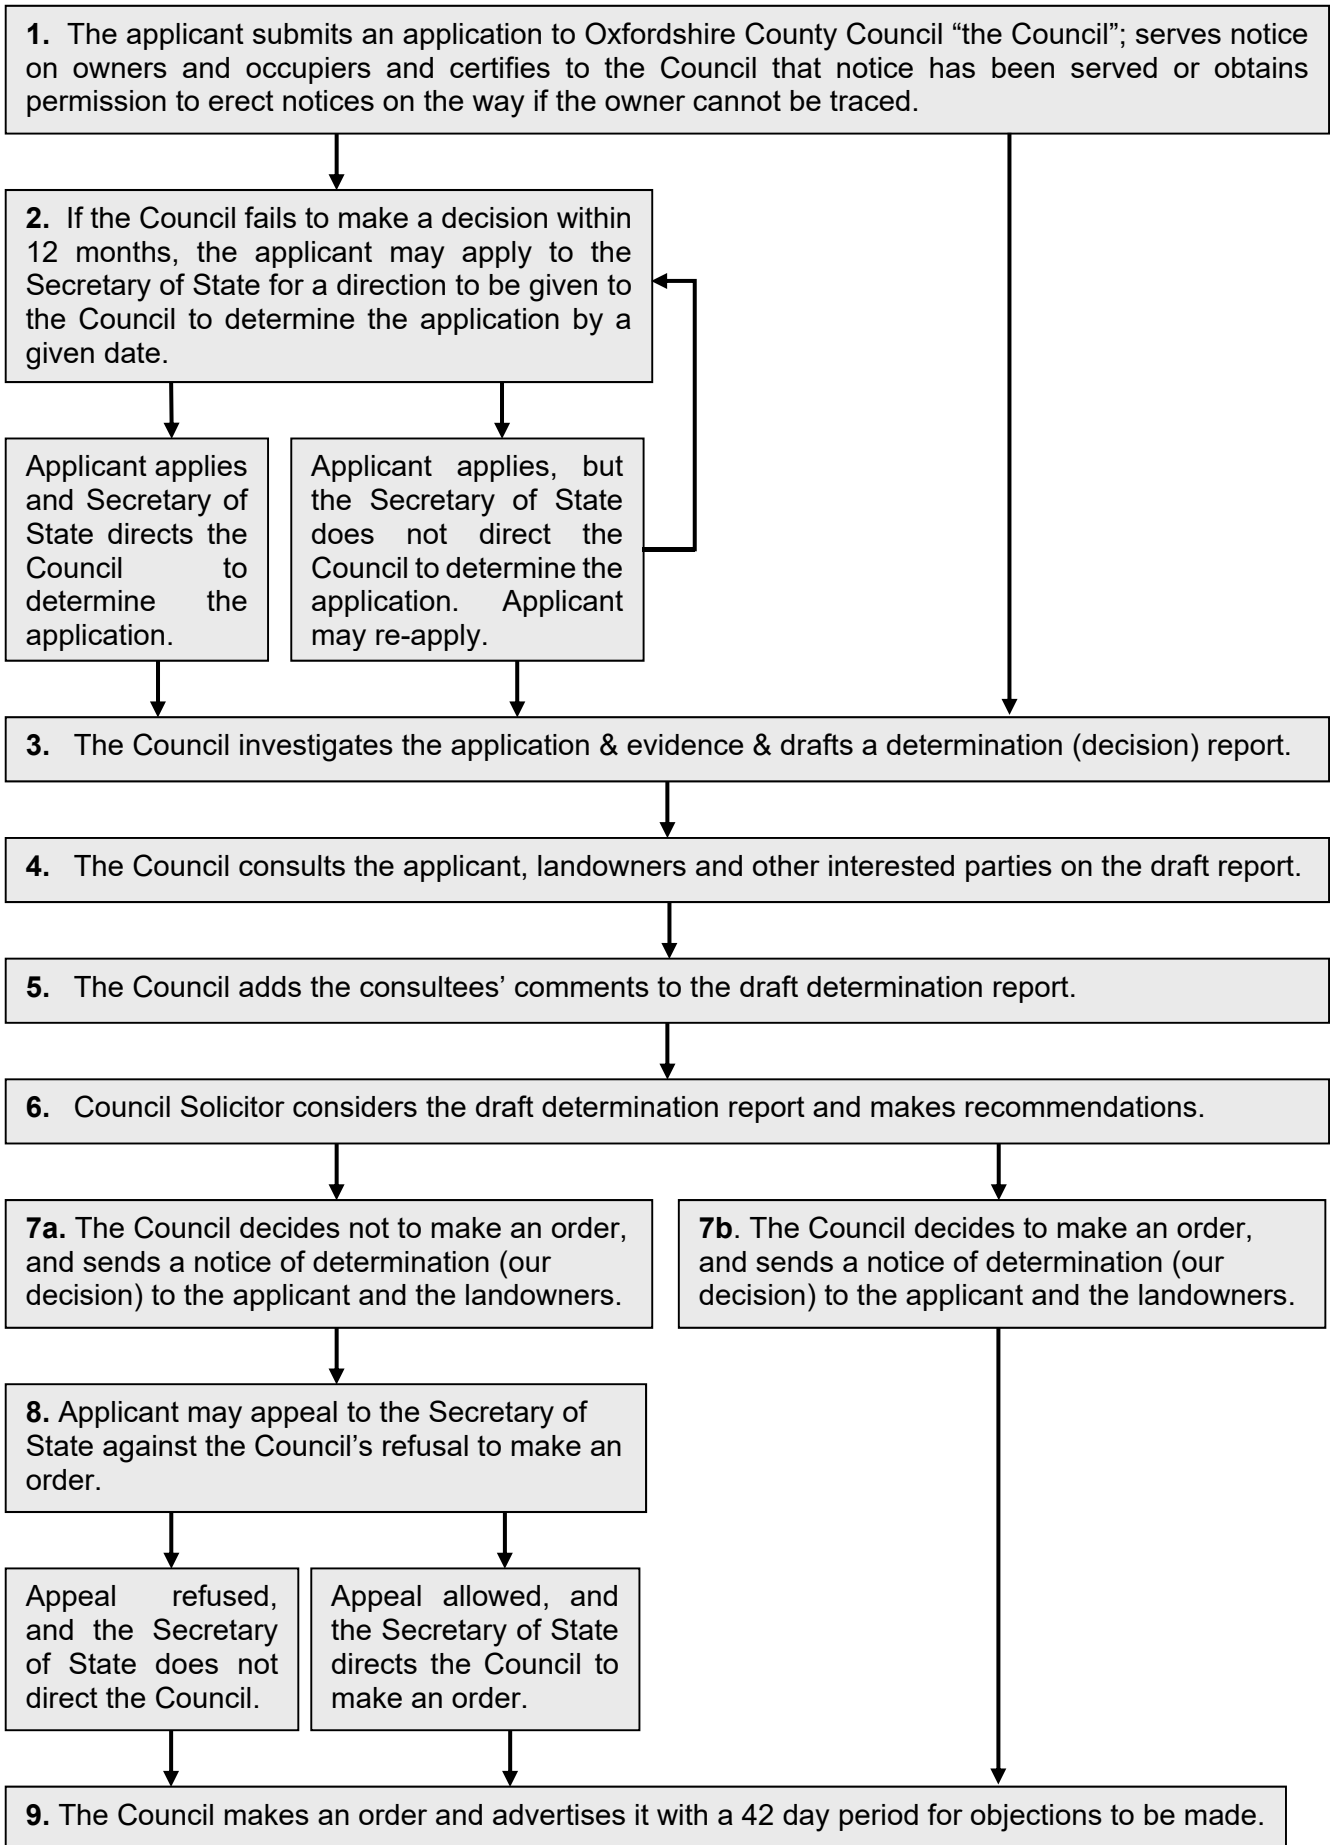 1. The applicant submits an application to Oxfordshire County Council “the Council”; serves notice
on owners and occupiers and certifies to the Council that notice has been served or obtains
permission to erect notices on the way if the owner cannot be traced.
2. If the Council fails to make a decision within
12 months, the applicant may apply to the
Secretary of State for a direction to be given to
the Council to determine the application by a
given date.
Applicant applies
and Secretary of
State directs the
Council to
determine the
application.
Applicant applies, but
the Secretary of State
does not direct the
Council to determine the
application. Applicant
may re-apply.
3. The Council investigates the application & evidence & drafts a determination (decision) report.
4. The Council consults the applicant, landowners and other interested parties on the draft report.
5. The Council adds the consultees’ comments to the draft determination report.
6. Council Solicitor considers the draft determination report and makes recommendations.
7a. The Council decides not to make an order,
and sends a notice of determination (our
decision) to the applicant and the landowners.
7b. The Council decides to make an order,
and sends a notice of determination (our
decision) to the applicant and the landowners.
8. Applicant may appeal to the Secretary of
State against the Council’s refusal to make an
order.
Appeal refused,
and the Secretary
of State does not
direct the Council.
Appeal allowed, and
the Secretary of State
directs the Council to
make an order.
9. The Council makes an order and advertises it with a 42 day period for objections to be made.